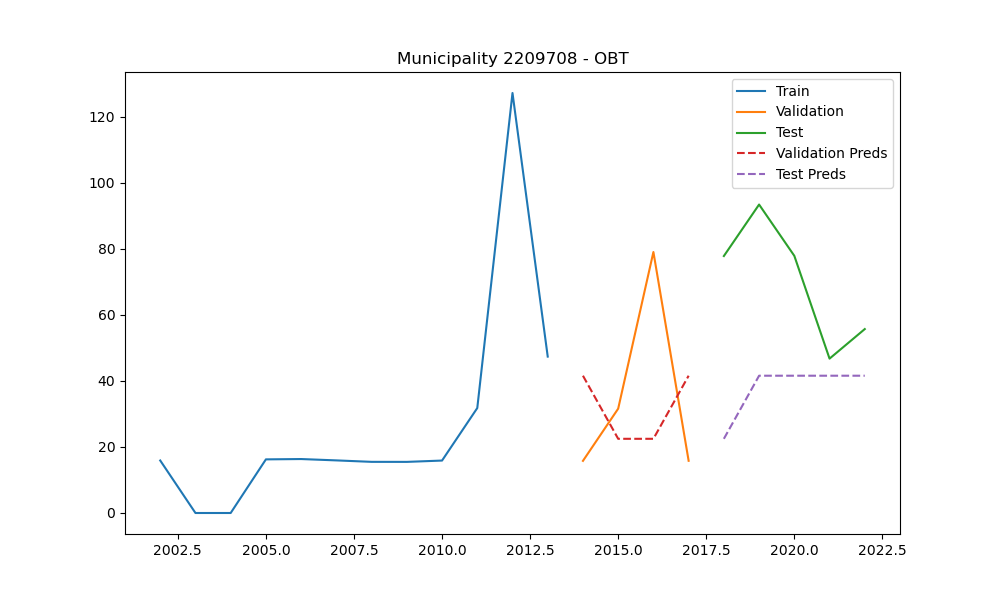 Municipality 2209708 - OBT
Train
Validation
Test
Validation Preds
Test Preds
120
100
80
60
40
20
0
2002.5 2005.0 2007.5 2010.0 2012.5 2015.0 2017.5 2020.0 2022.5